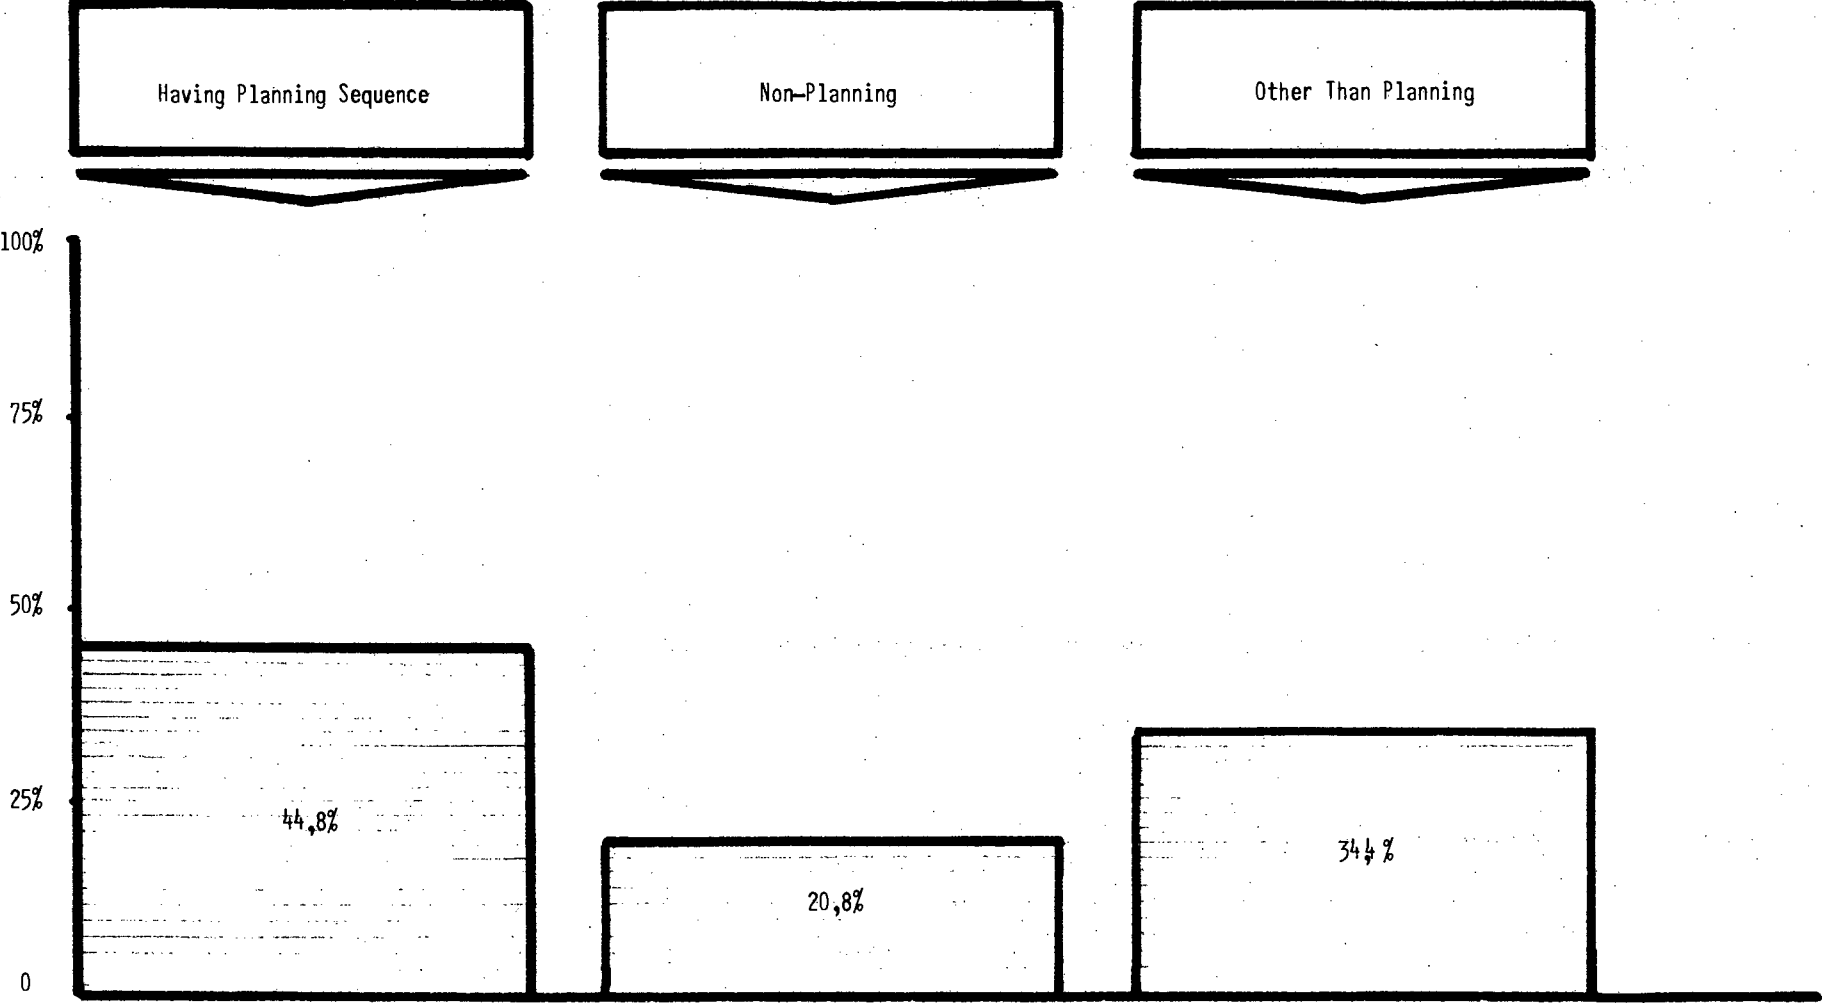 Having Planning Sequence
Non-Planning
Other Than Planning
100%
75%
50%
25%
44,8%
34,4%
20,8%
0